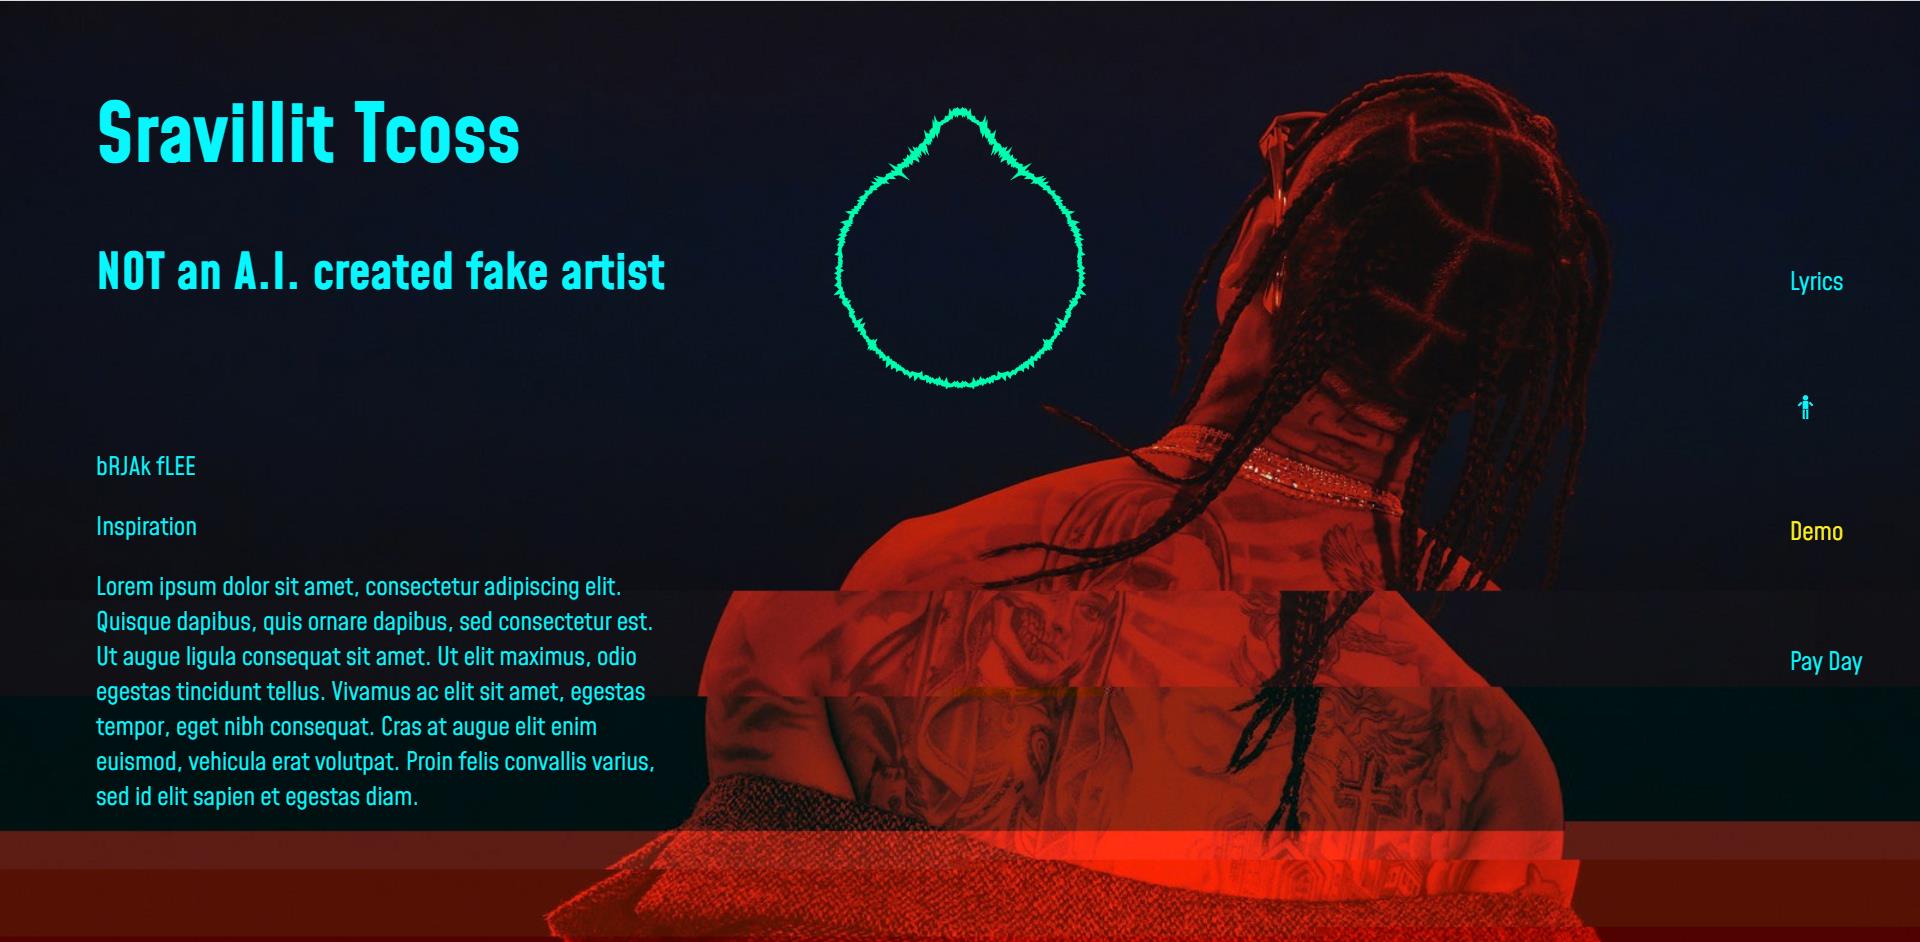 Sravillit Tcoss
NOT an A.I. created fake artist
bRJAk fLEE
Inspiration
Lorem ipsum dolor sit amet, consectetur adipiscing elit.
Quisque dapibus, quis ornare dapibus, sed consectetur est.
Ut augue ligula consequat sit amet. Ut elit maximus, odio
egestas tincidunt tellus. Vivamus ac elit sit amet, egestas
tempor, eget nibh consequat. Cras at augue elit enim
euismod, vehicula erat volutpat. Proin felis convallis varius,
sed id elit sapien et egestas diam.
Lyrics
Demo
Pay Day